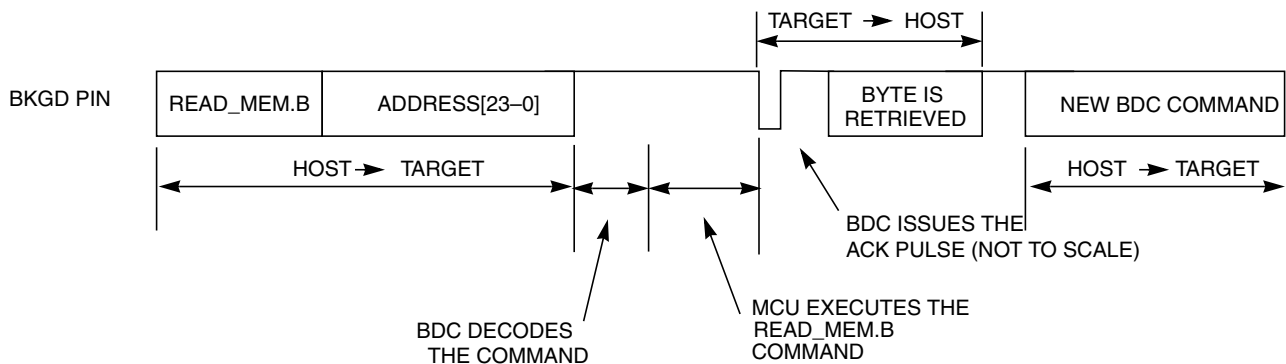 TARGET → HOST
BKGD PIN
READ_MEM.B
ADDRESS[23–0]
BYTE IS
RETRIEVED
NEW BDC COMMAND
HOST → TARGET
HOST → TARGET
BDC ISSUES THE
ACK PULSE (NOT TO SCALE)
BDC DECODES
THE COMMAND
MCU EXECUTES THE
READ_MEM.B
COMMAND